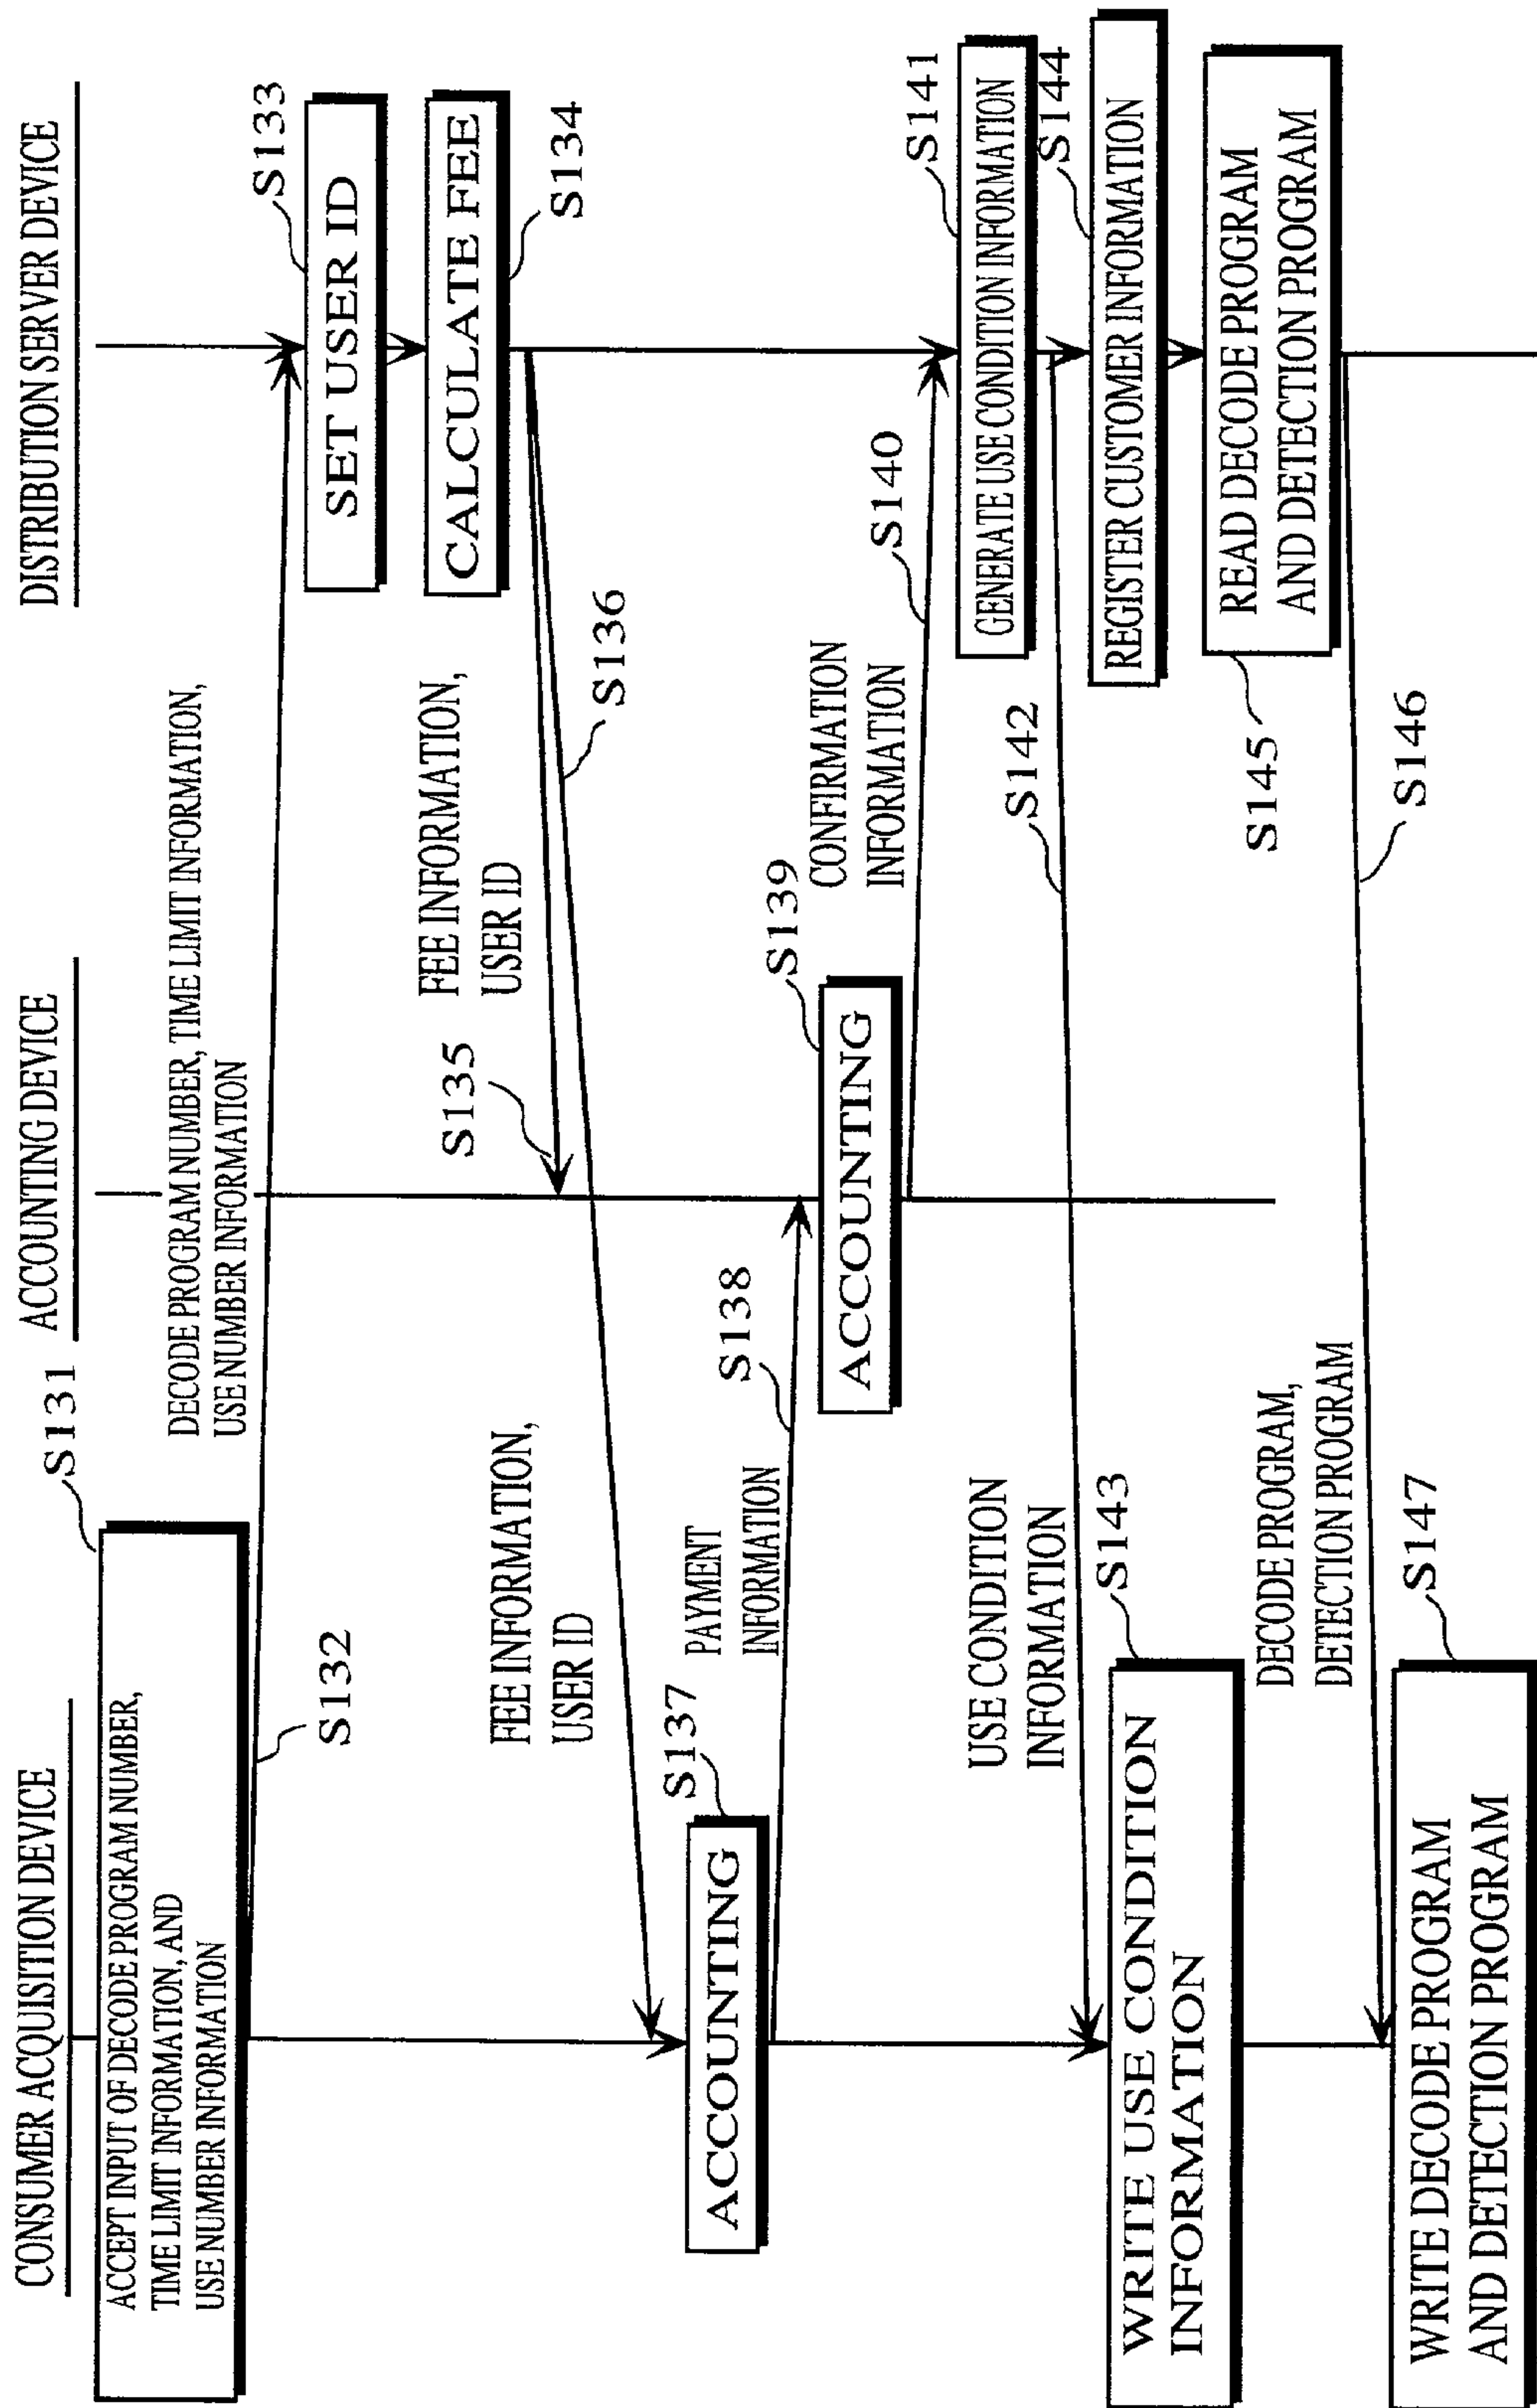 CONSUMER ACQUISITION DEVICE
ACCOUNTING DEVICE
DISTRIBUTION SERVER DEVICE
S131
ACCEPT INPUT OF DECODE PROGRAM NUMBER,
TIME LIMIT INFORMATION, AND
USE NUMBER INFORMATION
DECODE PROGRAM NUMBER, TIME LIMIT INFORMATION,
USE NUMBER INFORMATION
S132
S133
SET USER ID
CALCULATE FEE
S134
S135
FEE INFORMATION,
USER ID
S136
FEE INFORMATION,
USER ID
S137
ACCOUNTING
PAYMENT
INFORMATION
S138
S139
ACCOUNTING
CONFIRMATION
INFORMATION
S140
S141
GENERATE USE CONDITION INFORMATION
S142
USE CONDITION
INFORMATION
S143
WRITE USE CONDITION
INFORMATION
S144
REGISTER CUSTOMER INFORMATION
READ DECODE PROGRAM
AND DETECTION PROGRAM
S145
S146
DECODE PROGRAM,
DETECTION PROGRAM
S147
WRITE DECODE PROGRAM
AND DETECTION PROGRAM